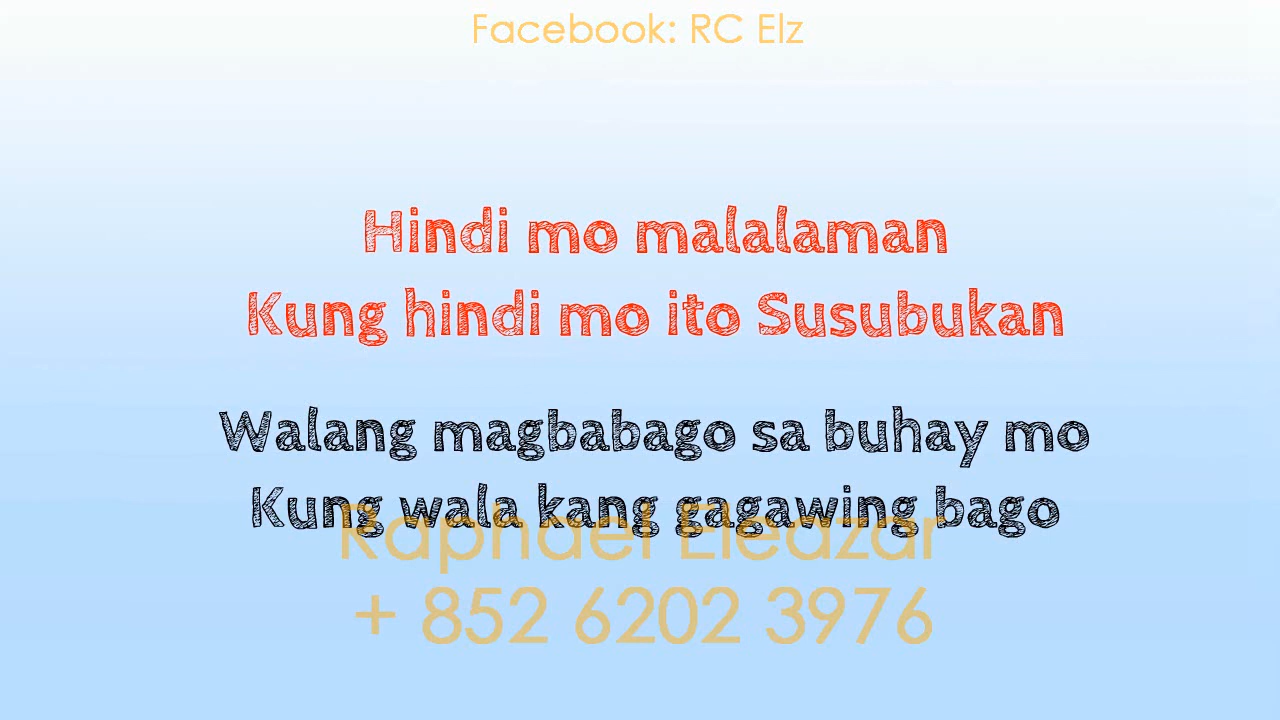 Facebook: RC Elz
Hindi mo malalaman
Kung hindi mo ito Susubukan
Walang magbabago sa buhay mo
Kung wala kang gagawing bago
Raphael Eleazar
+ 852 6202 3976